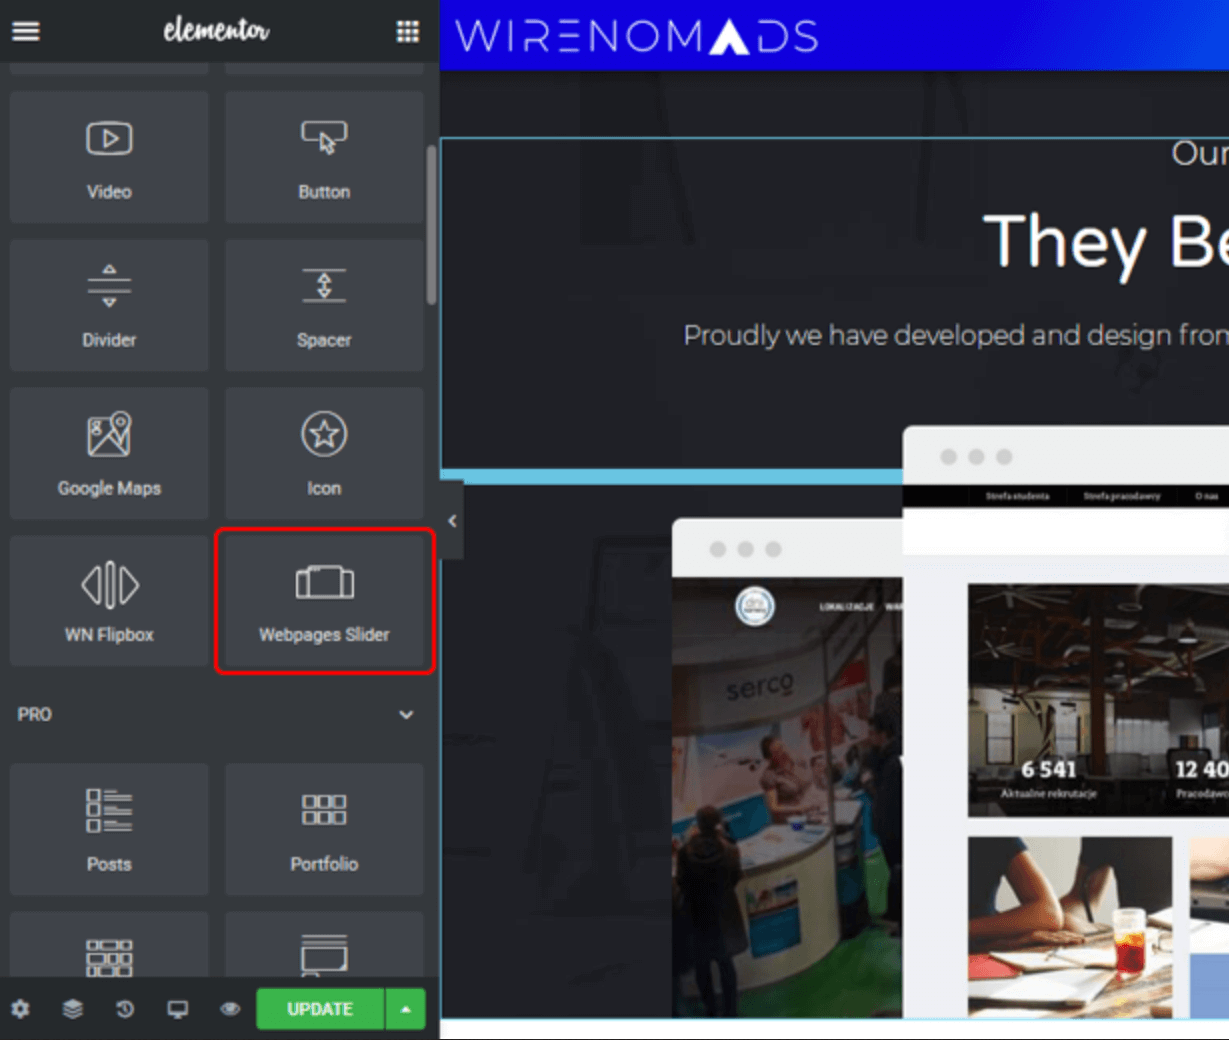 elementor
WIRENOMADS
Video
Button
Divider
Spacer
Google Maps
Icon
WN Flipbox
Webpages Slider
PRO
Posts
Portfolio
UPDATE
Our
They Be
Proudly we have developed and design from
Strefa studenta
Strefa pracodawcy
O nas
LOKALIZACJE
serco
6 541
12 40
Aktualne rekrutacje
Pracodawc